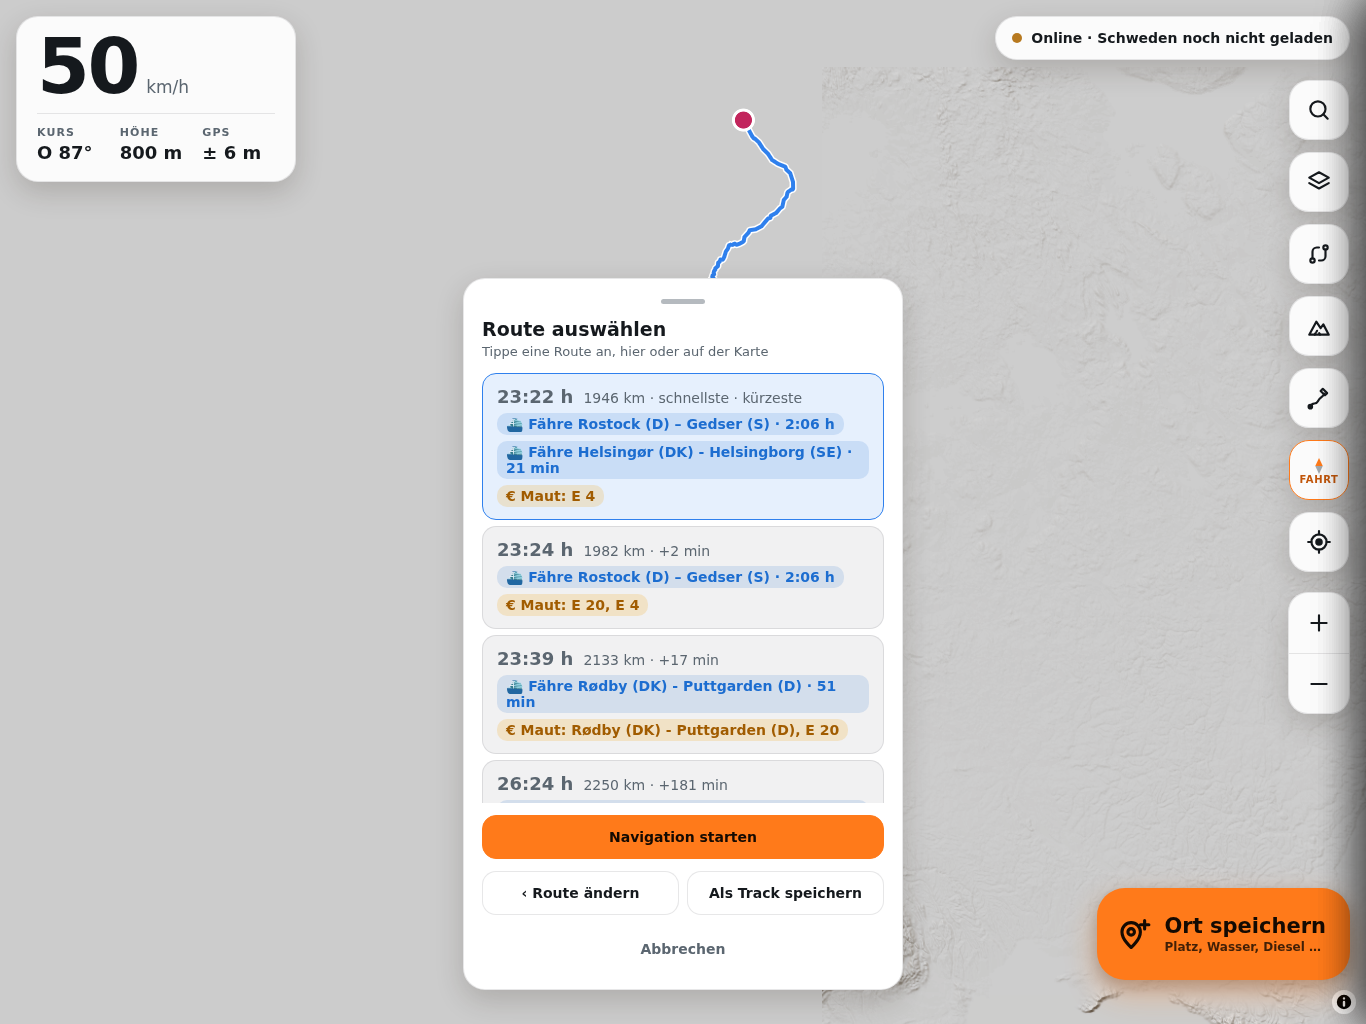 50 km/h
KURS HÖHE GPS
O 87° 800 m ± 6 m
Online · Schweden noch nicht geladen
FAHRT
Route auswählen
Tippe eine Route an, hier oder auf der Karte
23:22 h 1946 km · schnellste · kürzeste
Fähre Rostock (D) – Gedser (S) · 2:06 h
Fähre Helsingør (DK) - Helsingborg (SE) ·
21 min
€ Maut: E 4
23:24 h 1982 km · +2 min
Fähre Rostock (D) – Gedser (S) · 2:06 h
€ Maut: E 20, E 4
23:39 h 2133 km · +17 min
Fähre Rødby (DK) - Puttgarden (D) · 51
min
€ Maut: Rødby (DK) - Puttgarden (D), E 20
26:24 h 2250 km · +181 min
Navigation starten
‹ Route ändern
Als Track speichern
Abbrechen
Ort speichern
Platz, Wasser, Diesel ...